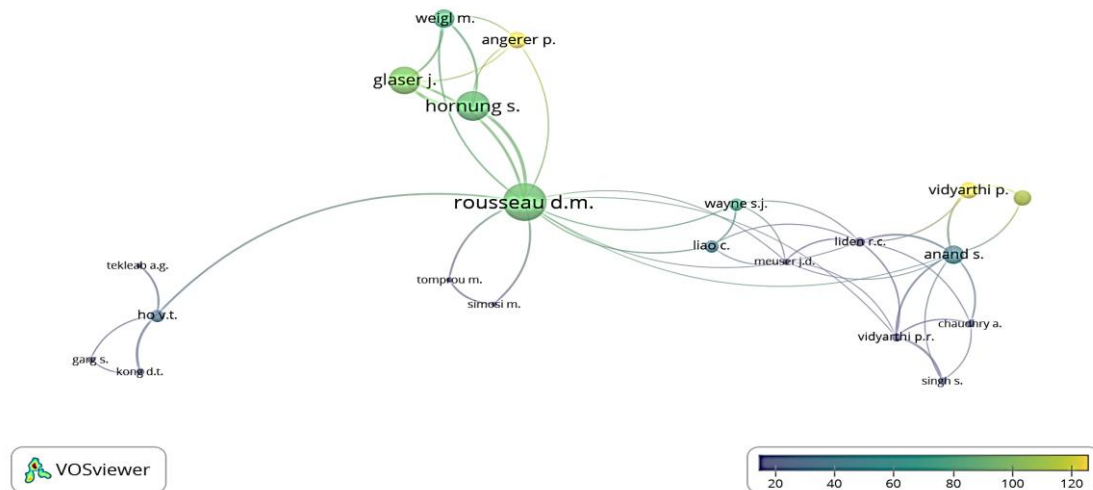 weigl m.
angerer p.
glaser j.
hornung s.
rousseau d.m.
vidyarthi p.
wayne s.j.
liao c.
liden r.c.
meuser j.d.
anand s.
tekleab a.g.
tomprou m.
simosi m.
ho v.t.
chaudhry a.
vidyarthi p.r.
garg s.
kong d.t.
singh s.
VOSviewer
20 40 60 80 100 120